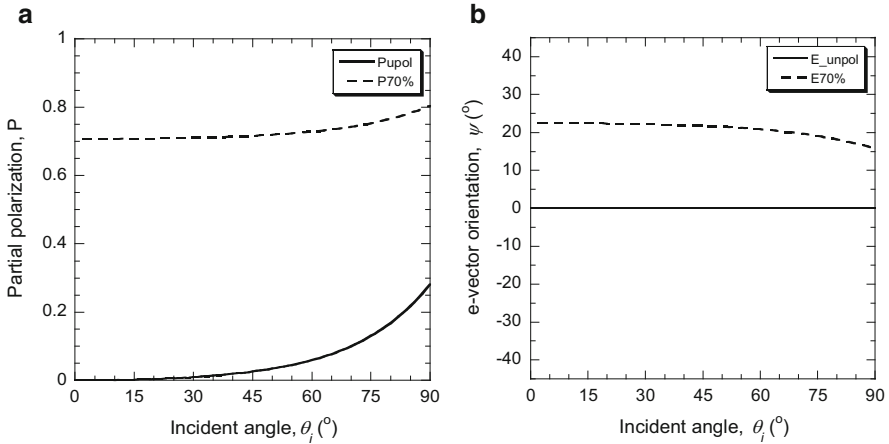 a
Partial polarization, P
1
0.8
0.6
0.4
0.2
0
Pupol
P70%
0 15 30 45 60 75 90
Incident angle, θi (o)
b
e-vector orientation, ψ (o)
40
30
20
10
0
-10
-20
-30
-40
E_unpol
E70%
0 15 30 45 60 75 90
Incident angle, θi (o)